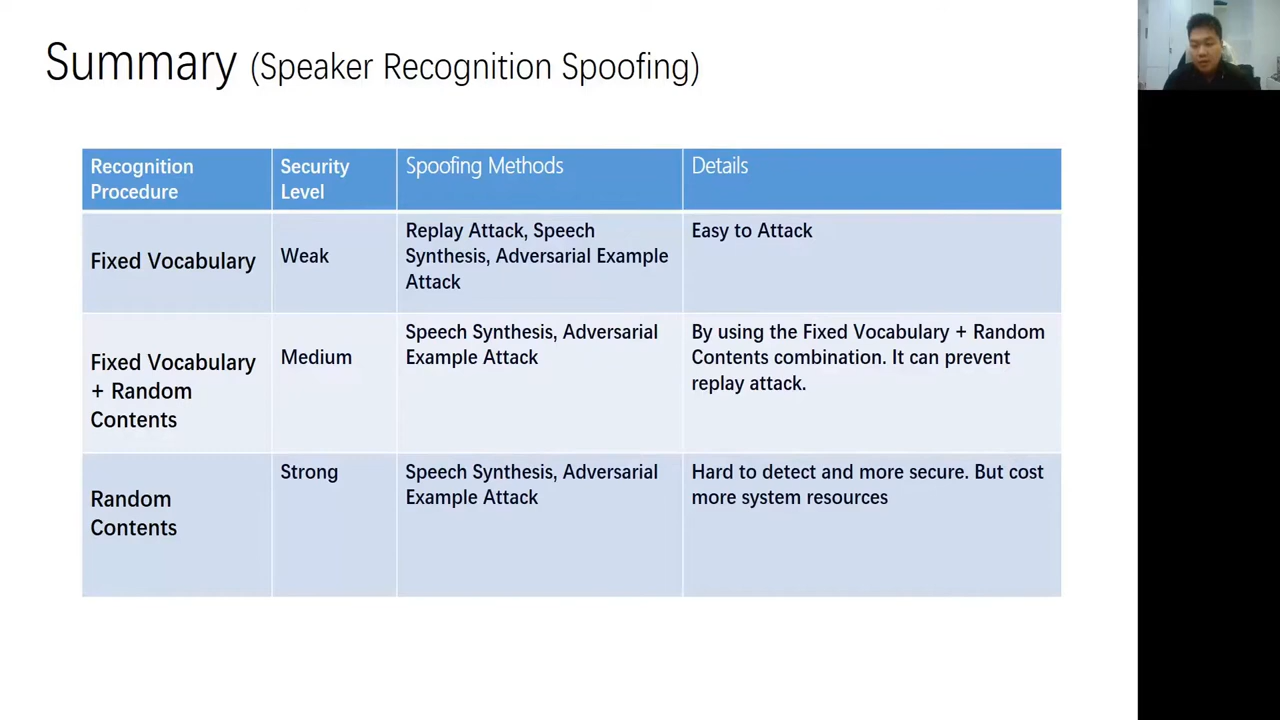 Summary (Speaker Recognition Spoofing)
Recognition Procedure
Security Level
Spoofing Methods
Details
Fixed Vocabulary
Weak
Replay Attack, Speech
Synthesis, Adversarial Example
Attack
Easy to Attack
Fixed Vocabulary
+ Random
Contents
Medium
Speech Synthesis, Adversarial
Example Attack
By using the Fixed Vocabulary + Random
Contents combination. It can prevent
replay attack.
Random
Contents
Strong
Speech Synthesis, Adversarial
Example Attack
Hard to detect and more secure. But cost
more system resources